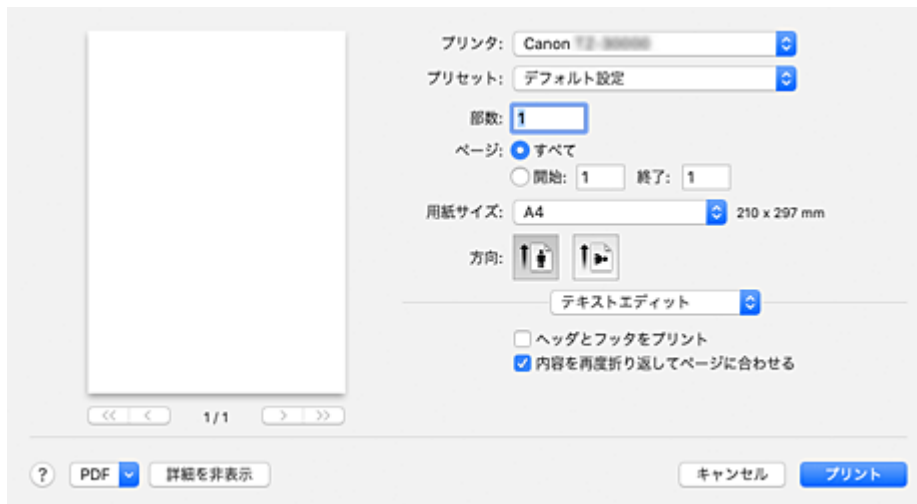 プリンタ: Canon
プリセット: デフォルト設定
部数: 1
ページ: すべて
開始: 1 終了: 1
用紙サイズ: A4 210 x 297 mm
方向:
テキストエディット
ヘッダとフッタをプリント
内容を再度折り返してページに合わせる
<< < 1/1 > >>
? PDF 詳細を非表示 キャンセル プリント